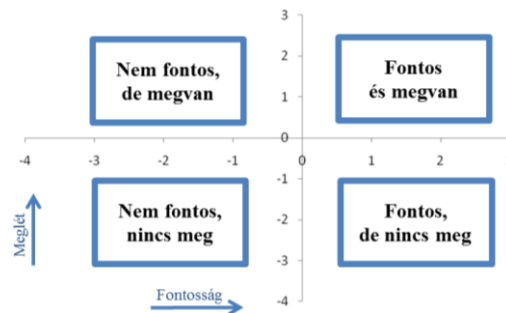 3
Nem fontos,
de megvan
2
Fontos
és megvan
1
0
-4 -3 -2 -1 0 1 2
-1
Nem fontos,
nincs meg
-2
Fontos,
de nincs meg
-3
-4
Meglét
Fontosság